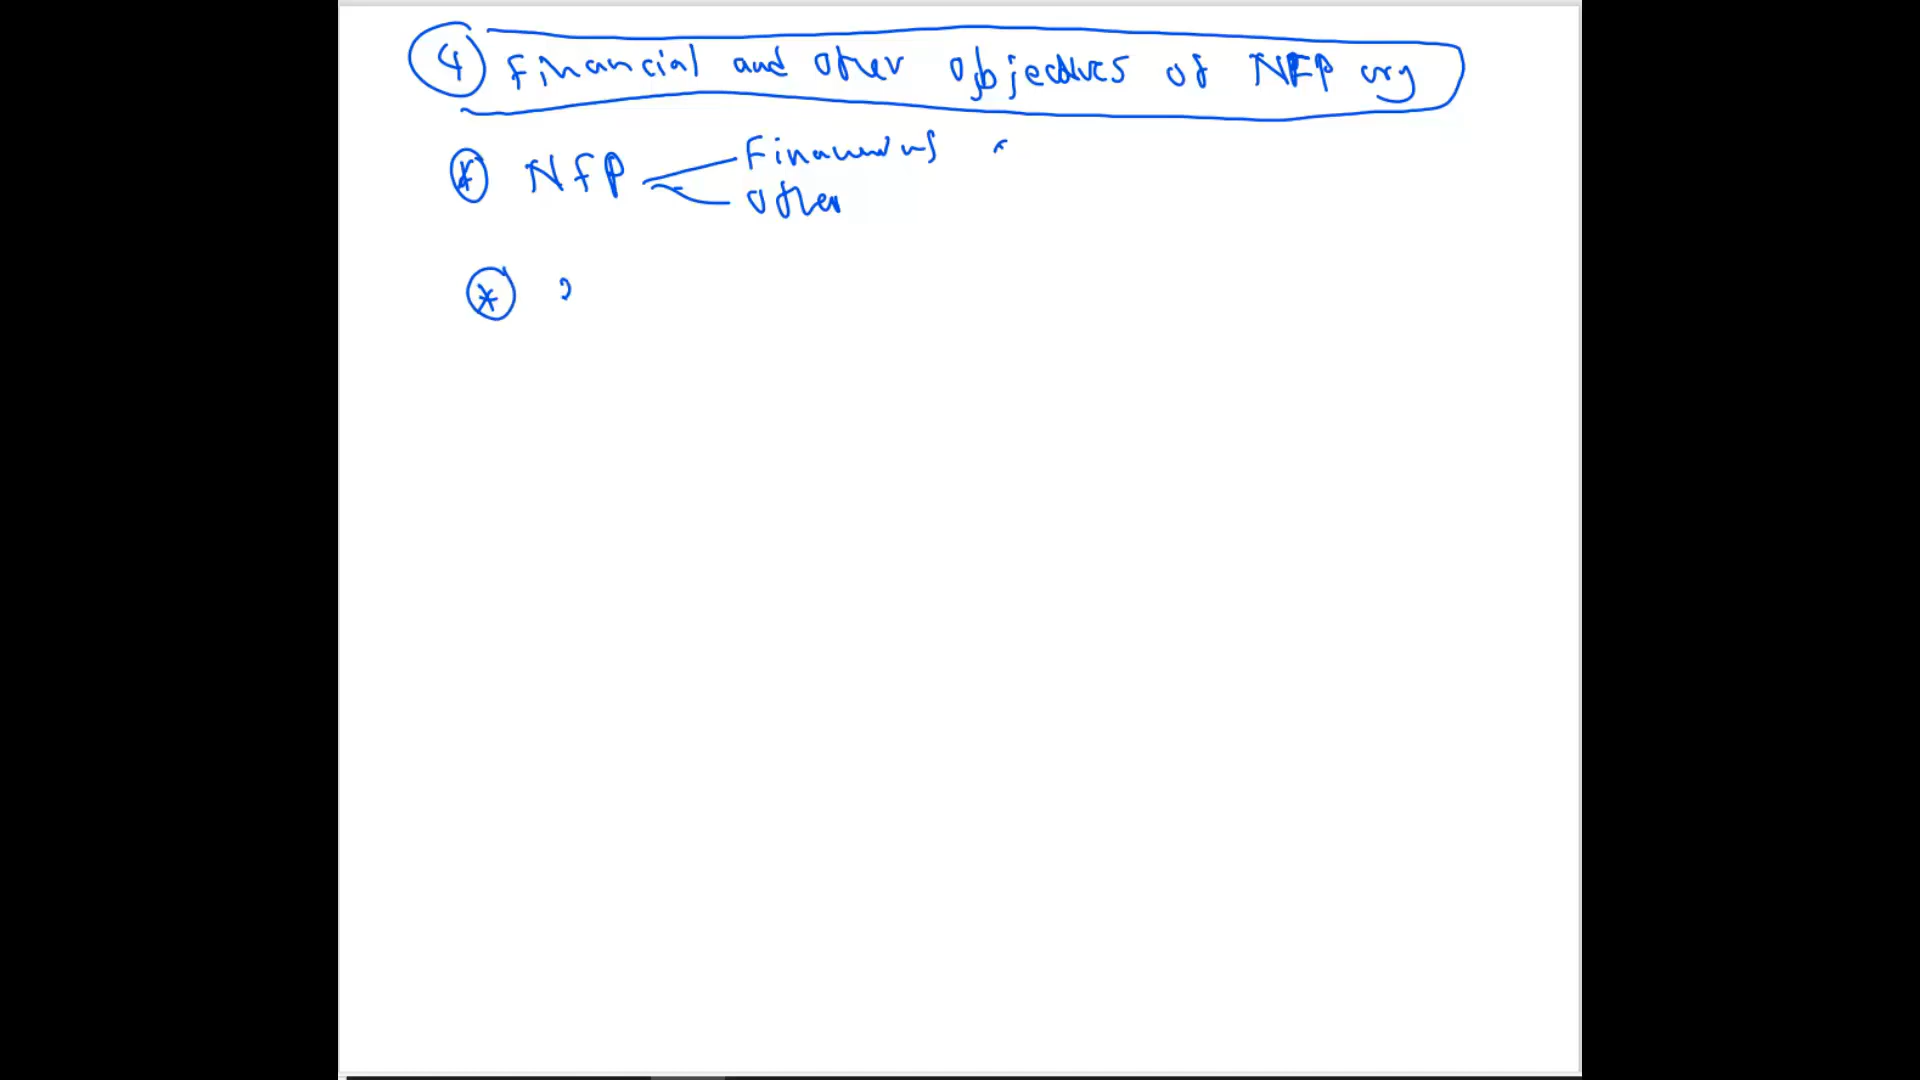 4 Financial and other objectives of NFP org
* NFP Financial
other
*